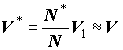 V* = N*/N V₁ ≈ V